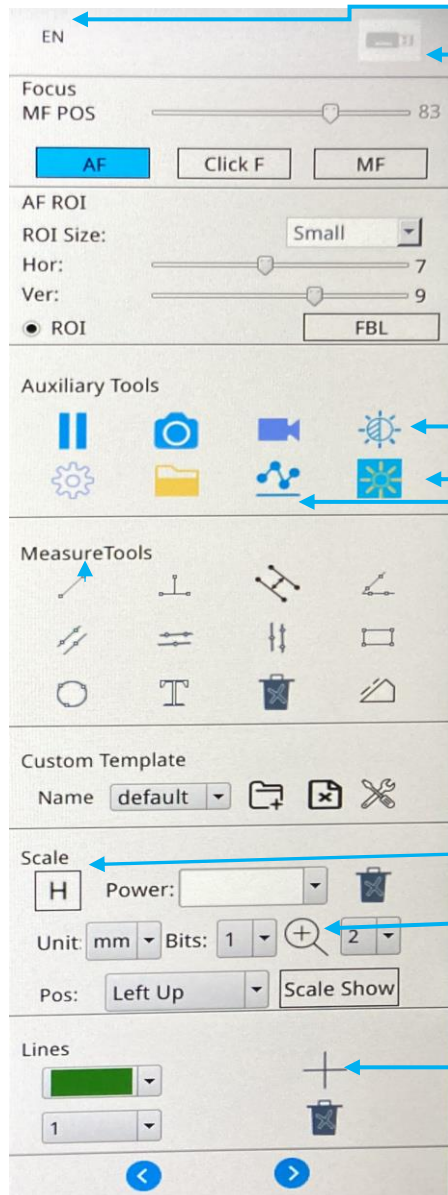 EN
Focus
MF POS 83
AF Click F MF
AF ROI
ROI Size: Small
Hor: 7
Ver: 9
ROI FBL
Auxiliary Tools
MeasureTools
T
Custom Template
Name default
Scale
H Power:
Unit: mm Bits: 1 2
Pos: Left Up Scale Show
Lines
1